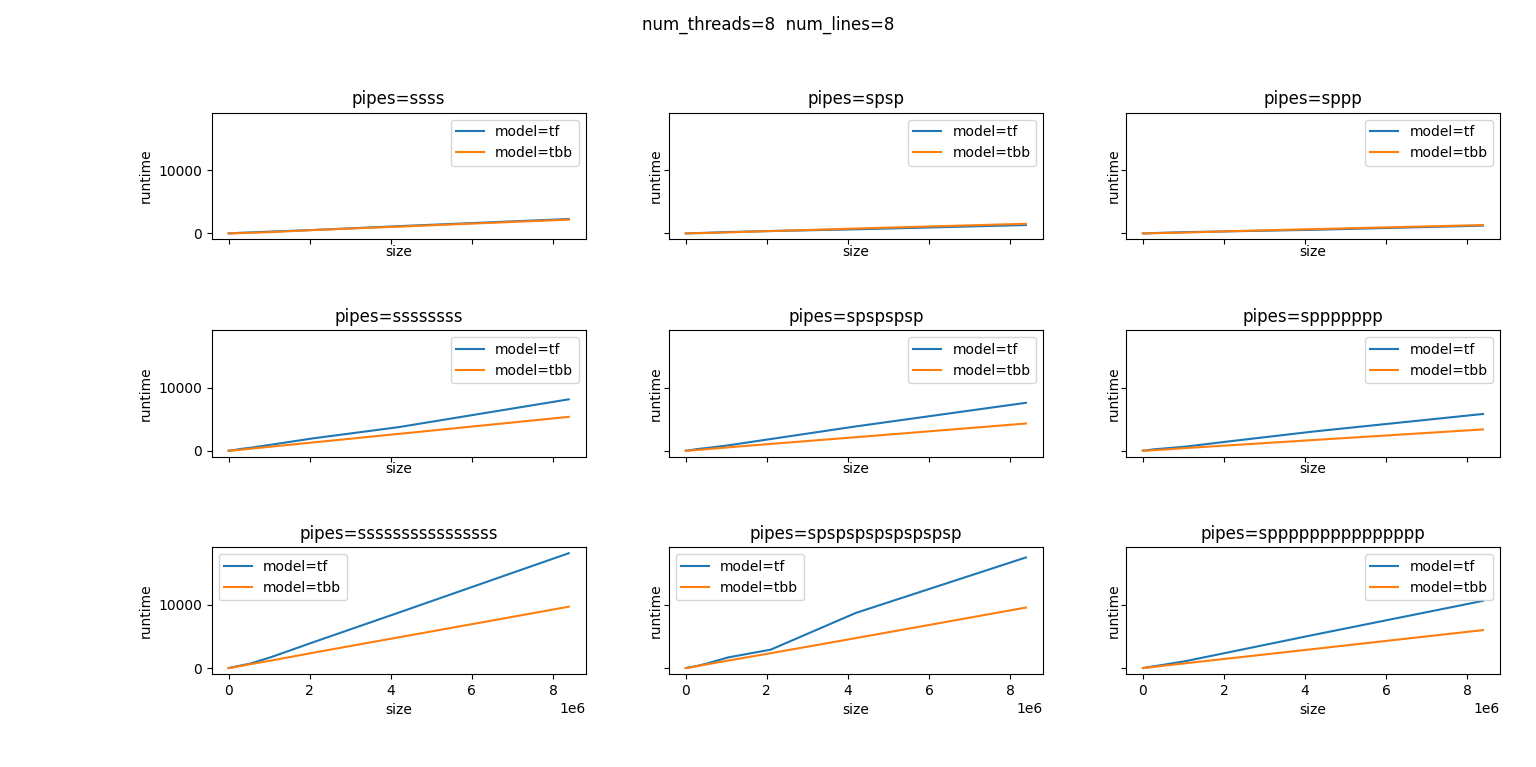 num_threads=8  num_lines=8
pipes=ssss
model=tf
model=tbb
runtime
10000
0
size
pipes=spsp
model=tf
model=tbb
runtime
size
pipes=sppp
model=tf
model=tbb
runtime
size
pipes=ssssssss
model=tf
model=tbb
runtime
10000
0
size
pipes=spspspsp
model=tf
model=tbb
runtime
size
pipes=sppppppp
model=tf
model=tbb
runtime
size
pipes=ssssssssssssssss
model=tf
model=tbb
runtime
10000
0
0 2 4 6 8
size
1e6
pipes=spspspspspspspsp
model=tf
model=tbb
runtime
0 2 4 6 8
size
1e6
pipes=sppppppppppppppp
model=tf
model=tbb
runtime
0 2 4 6 8
size
1e6